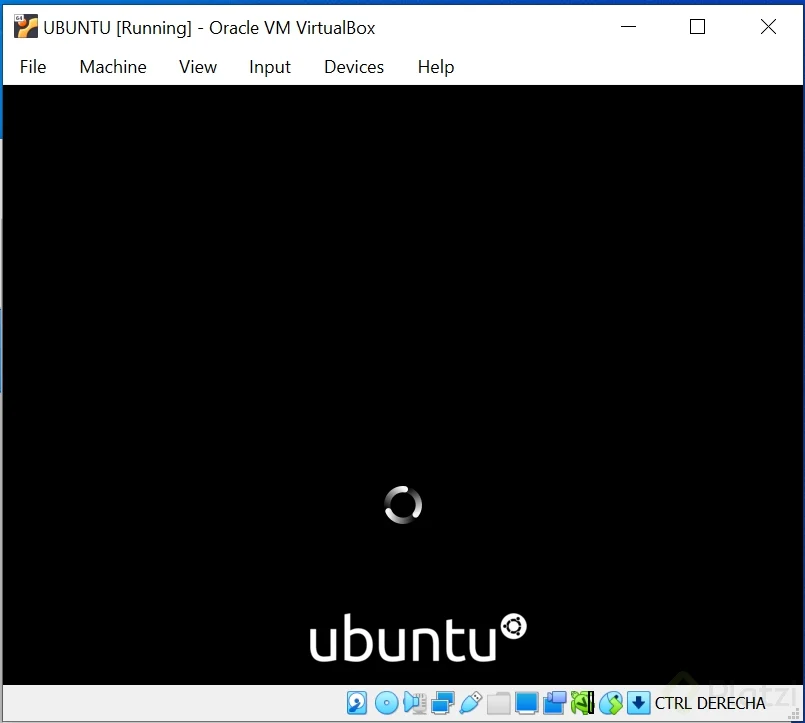 UBUNTU [Running] - Oracle VM VirtualBox
File Machine View Input Devices Help
ubuntu
CTRL DERECHA
Platzi